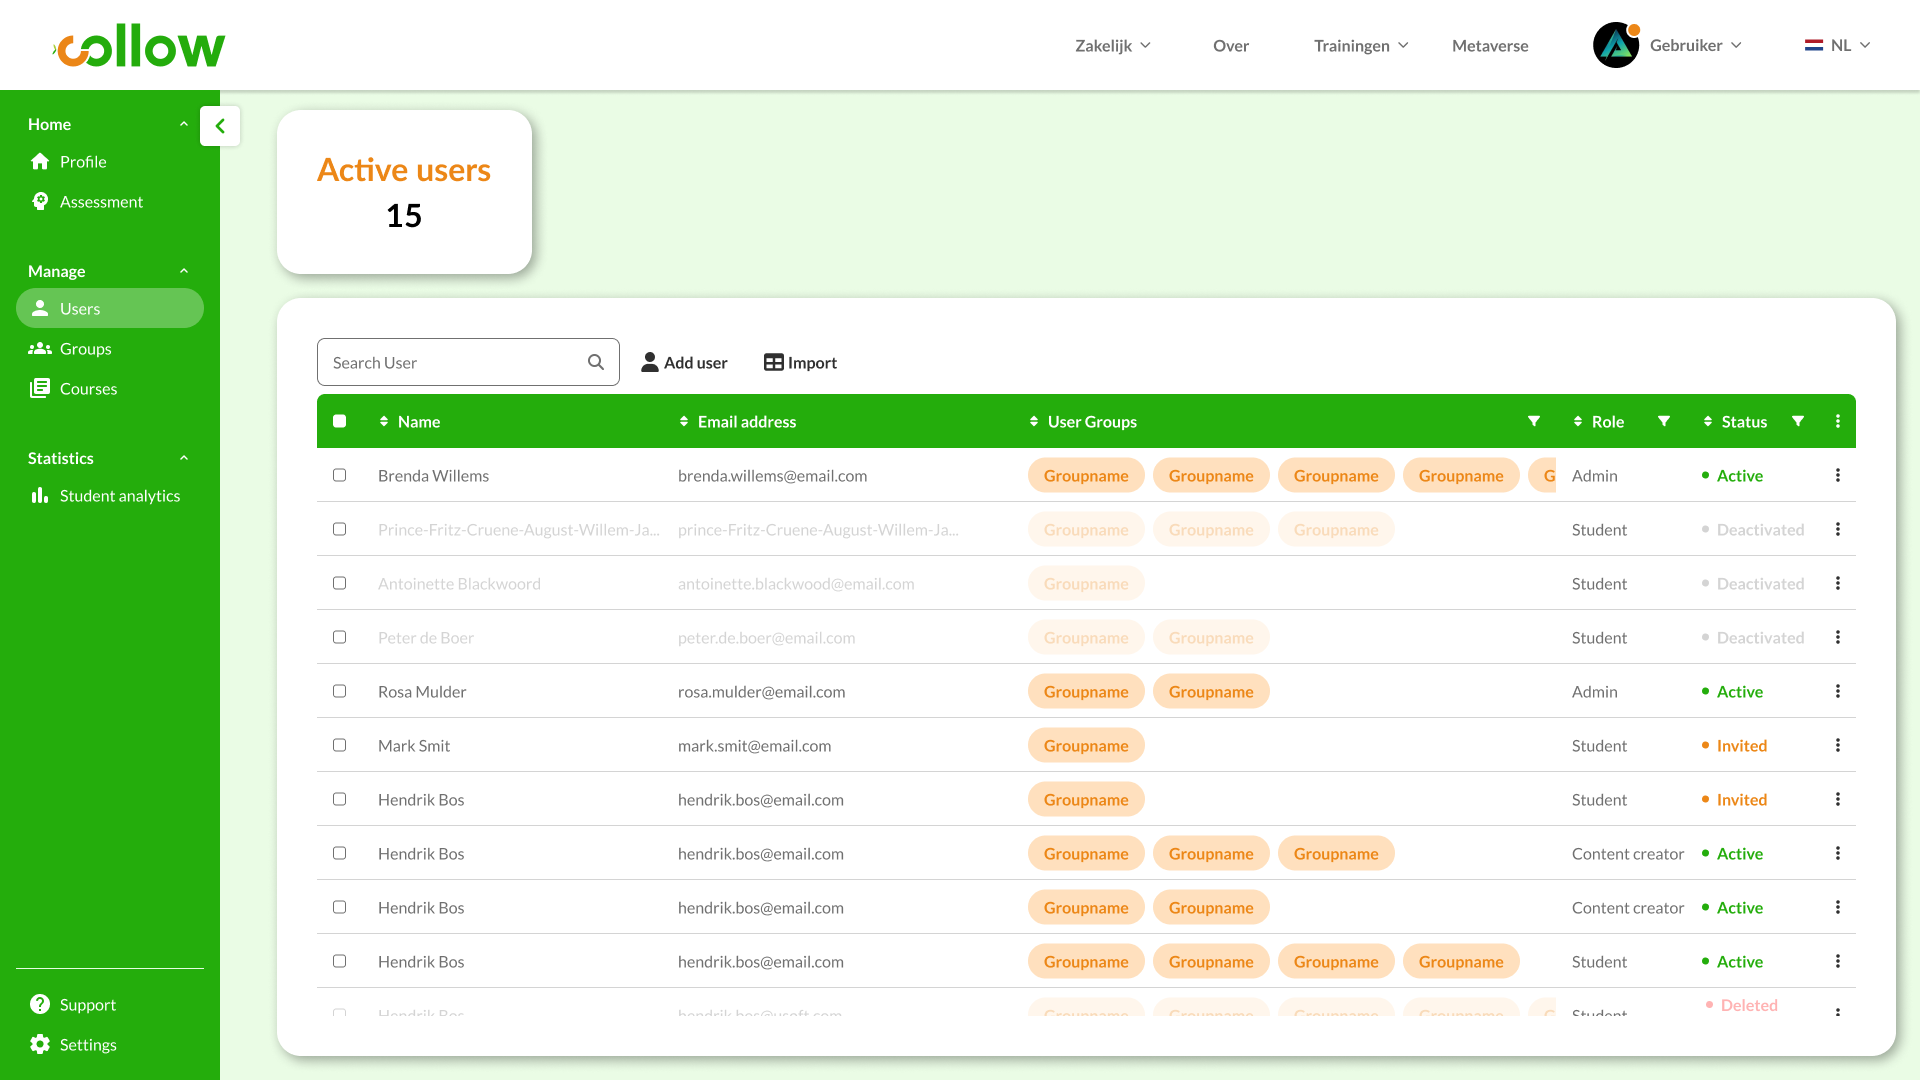 collow
Zakelijk
Over
Trainingen
Metaverse
Gebruiker
NL
Home
Profile
Assessment
Manage
Users
Groups
Courses
Statistics
Student analytics
Support
Settings
Active users
15
Search User
Add user
Import
Name Email address User Groups Role Status
Brenda Willems brenda.willems@email.com Groupname Groupname Groupname Groupname G Admin Active
Prince-Fritz-Cruene-August-Willem-Ja... prince-Fritz-Cruene-August-Willem-Ja... Groupname Groupname Groupname Student Deactivated
Antoinette Blackwoord antoinette.blackwood@email.com Groupname Student Deactivated
Peter de Boer peter.de.boer@email.com Groupname Groupname Student Deactivated
Rosa Mulder rosa.mulder@email.com Groupname Groupname Admin Active
Mark Smit mark.smit@email.com Groupname Student Invited
Hendrik Bos hendrik.bos@email.com Groupname Student Invited
Hendrik Bos hendrik.bos@email.com Groupname Groupname Groupname Content creator Active
Hendrik Bos hendrik.bos@email.com Groupname Groupname Content creator Active
Hendrik Bos hendrik.bos@email.com Groupname Groupname Groupname Groupname Student Active
Hendrik Bos Groupname Groupname Groupname Groupname G Student Deleted